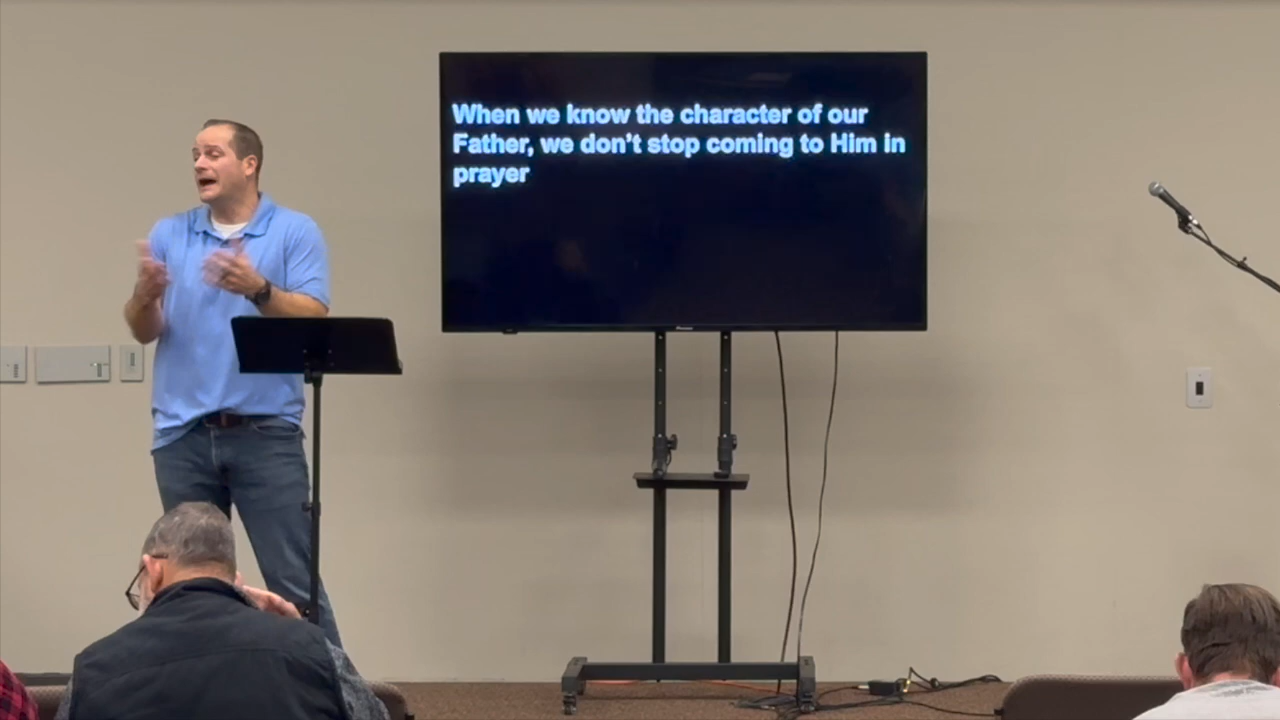 When we know the character of our
Father, we don't stop coming to Him in
prayer